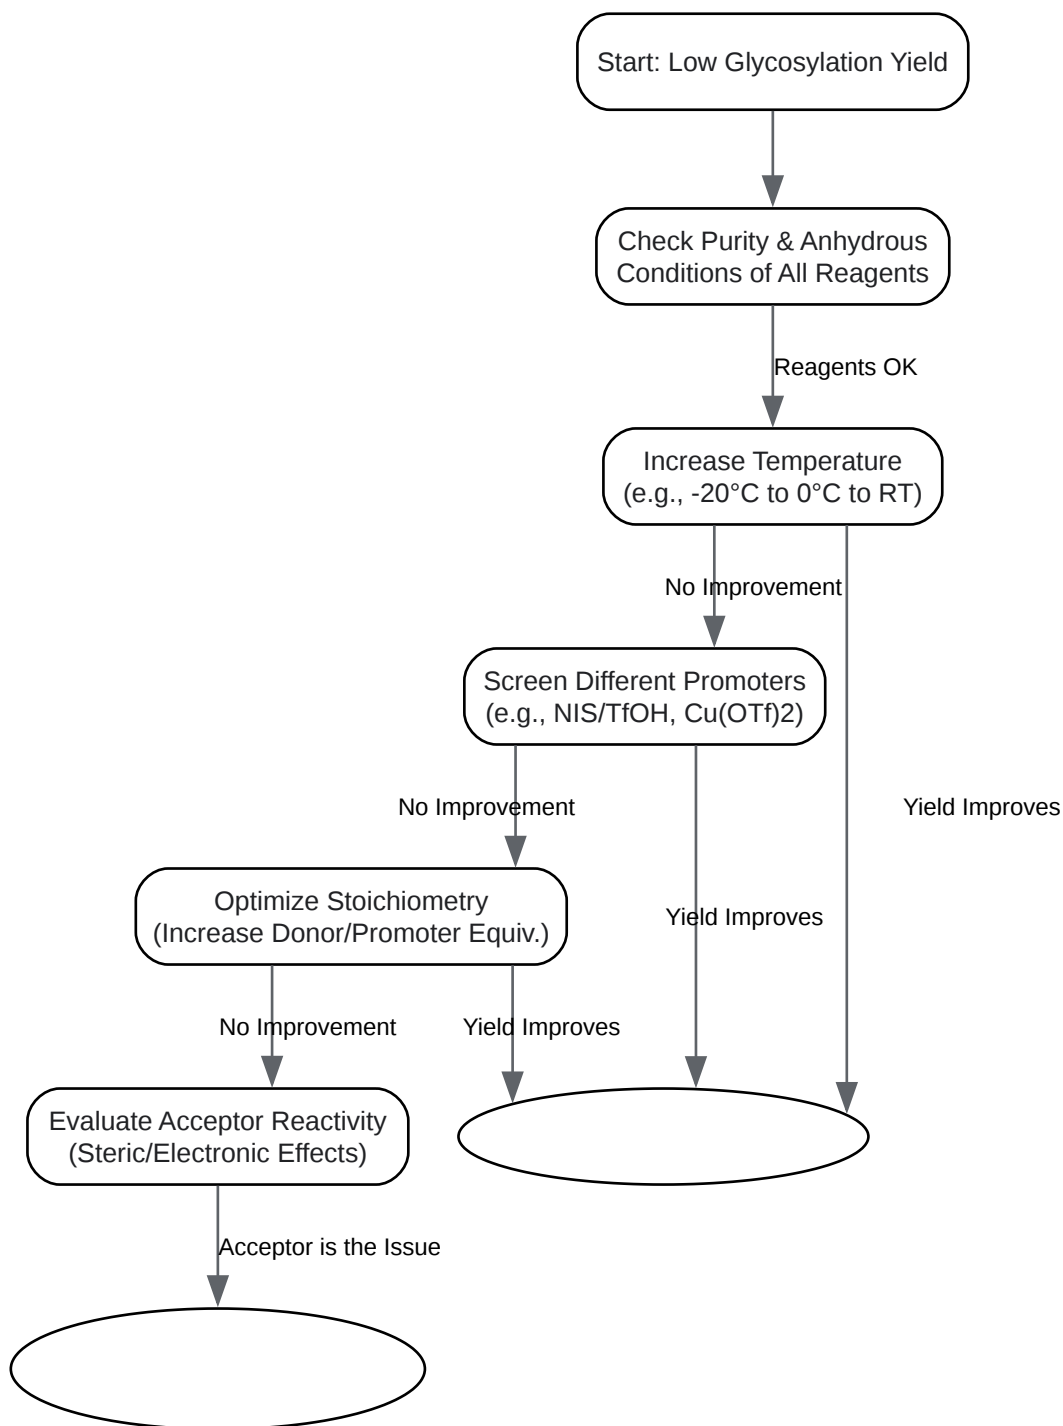 Start: Low Glycosylation Yield
Check Purity & Anhydrous
Conditions of All Reagents
Reagents OK
Increase Temperature
(e.g., -20°C to 0°C to RT)
No Improvement
Screen Different Promoters
(e.g., NIS/TfOH, Cu(OTf)2)
No Improvement
Yield Improves
Optimize Stoichiometry
(Increase Donor/Promoter Equiv.)
Yield Improves
No Improvement
Yield Improves
Evaluate Acceptor Reactivity
(Steric/Electronic Effects)
Acceptor is the Issue